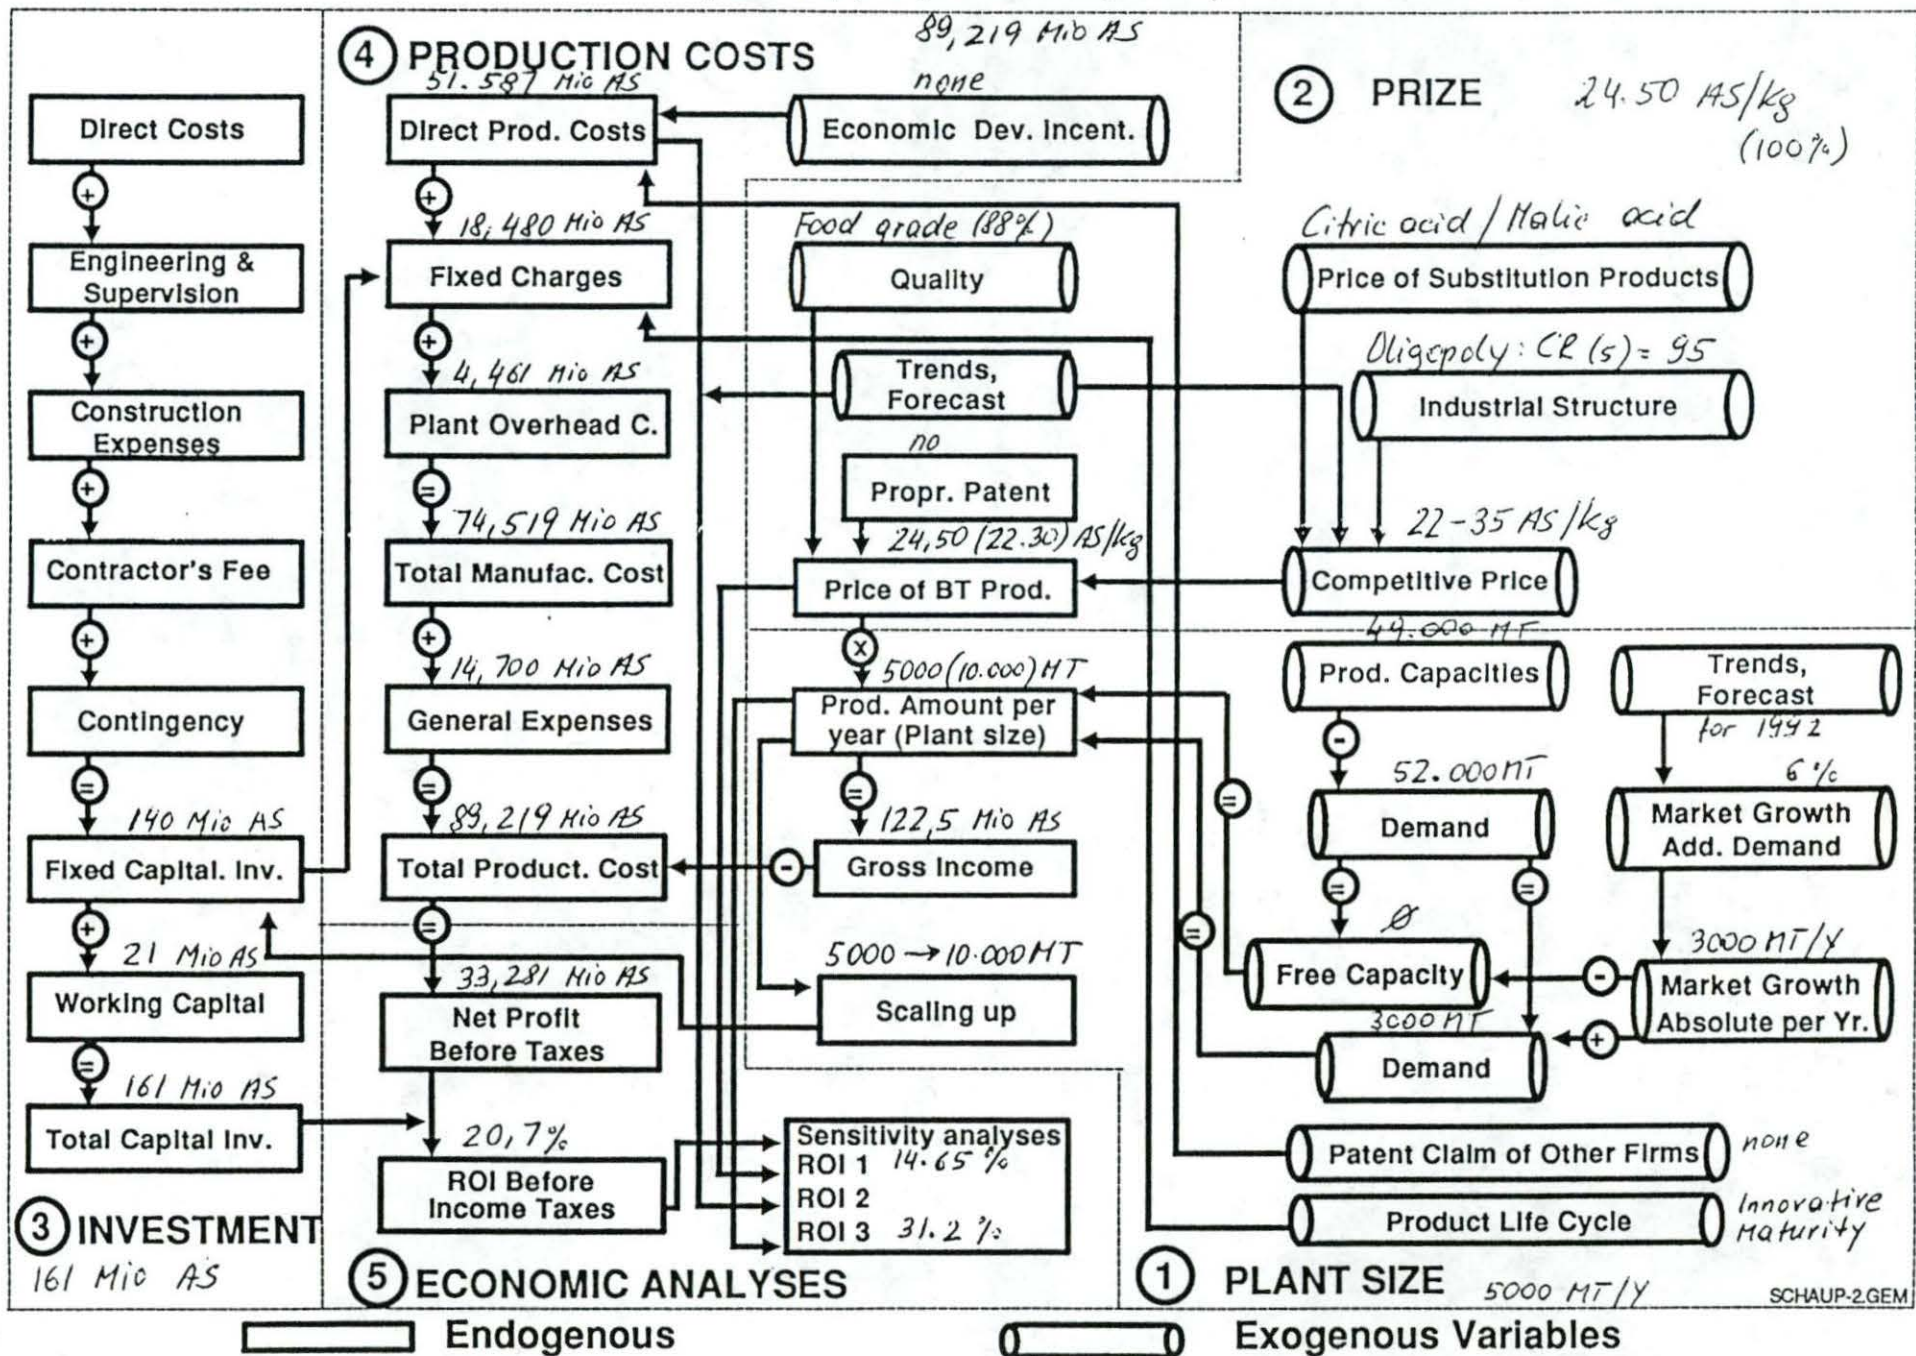 89,219 Mio AS
4 PRODUCTION COSTS
51.587 Mio AS
none
2 PRIZE
24.50 AS/kg
(100%)
Direct Costs
Direct Prod. Costs
Economic Dev. Incent.
+
+
18,480 Mio AS
Food grade (88%)
Citric acid / Malic acid
Engineering &
Supervision
Fixed Charges
Quality
Price of Substitution Products
+
+
4,461 Mio AS
Trends,
Forecast
Oligopoly: CR (5) = 95
Industrial Structure
Construction
Expenses
Plant Overhead C.
no
Propr. Patent
+
=
74,519 Mio AS
24,50 (22.30) AS/kg
22-35 AS/kg
Contractor's Fee
Total Manufac. Cost
Price of BT Prod.
Competitive Price
+
+
x
49.000 MT
14,700 Mio AS
5000 (10.000) MT
Prod. Capacities
Trends,
Forecast
for 1992
Contingency
General Expenses
Prod. Amount per
year (Plant size)
-
=
=
=
=
52.000 MT
6 %
140 Mio AS
89,219 Mio AS
122,5 Mio AS
Demand
Market Growth
Add. Demand
Fixed Capital. Inv.
Total Product. Cost
-
Gross Income
=
=
+
=
=
Ø
3000 MT/Y
21 Mio AS
33,281 Mio AS
5000 → 10.000 MT
Free Capacity
-
Market Growth
Absolute per Yr.
Working Capital
Net Profit
Before Taxes
Scaling up
3000 MT
+
Demand
=
161 Mio AS
Total Capital Inv.
20,7%
ROI Before
Income Taxes
Sensitivity analyses
ROI 1 14.65 %
ROI 2
ROI 3 31.2 %
Patent Claim of Other Firms
none
Product Life Cycle
Innovative
Maturity
3 INVESTMENT
161 Mio AS
5 ECONOMIC ANALYSES
1 PLANT SIZE
5000 MT/Y
SCHAUP-2.GEM
Endogenous
Exogenous Variables